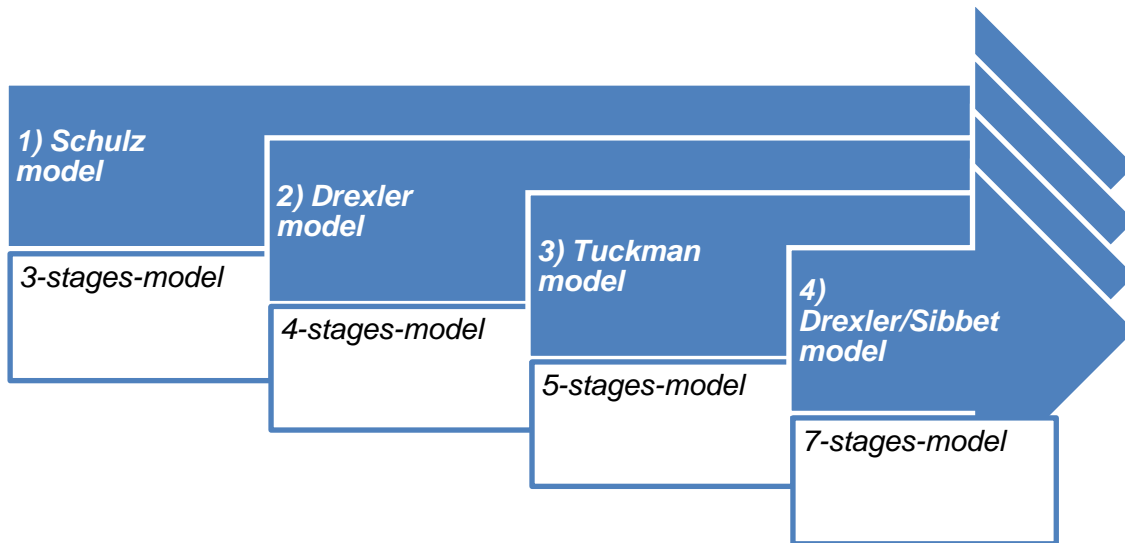 1) Schulz
model
3-stages-model
2) Drexler
model
4-stages-model
3) Tuckman
model
5-stages-model
4)
Drexler/Sibbet
model
7-stages-model